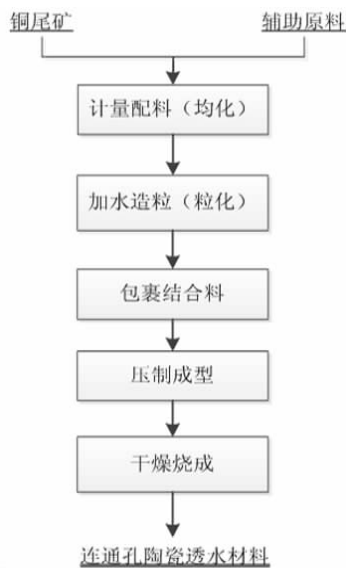 铜尾矿
辅助原料
计量配料（均化）
加水造粒（粒化）
包裹结合料
压制成型
干燥烧成
连通孔陶瓷透水材料